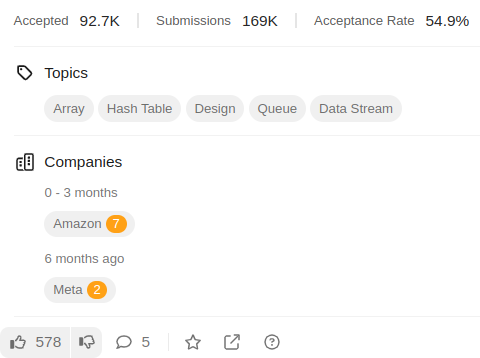 Accepted 92.7K Submissions 169K Acceptance Rate 54.9%
Topics
Array Hash Table Design Queue Data Stream
Companies
0 - 3 months
Amazon 7
6 months ago
Meta 2
578 5